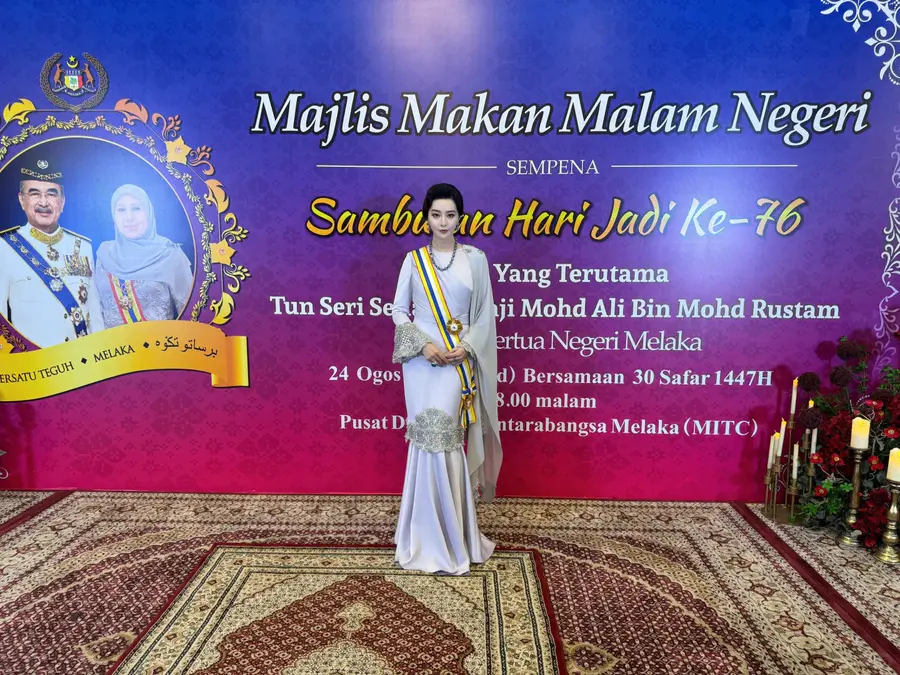 Majlis Makan Malam Negeri
SEMPENA
Sambutan Hari Jadi Ke-76
Yang Terutama
Tun Seri Se ji Mohd Ali Bin Mohd Rustam
ertua Negeri Melaka
24 Ogos d) Bersamaan 30 Safar 1447H
8.00 malam
Pusat D ntarabangsa Melaka (MITC)
ERSATU TEGUH ♦ MELAKA ♦ برساتو تڬوه